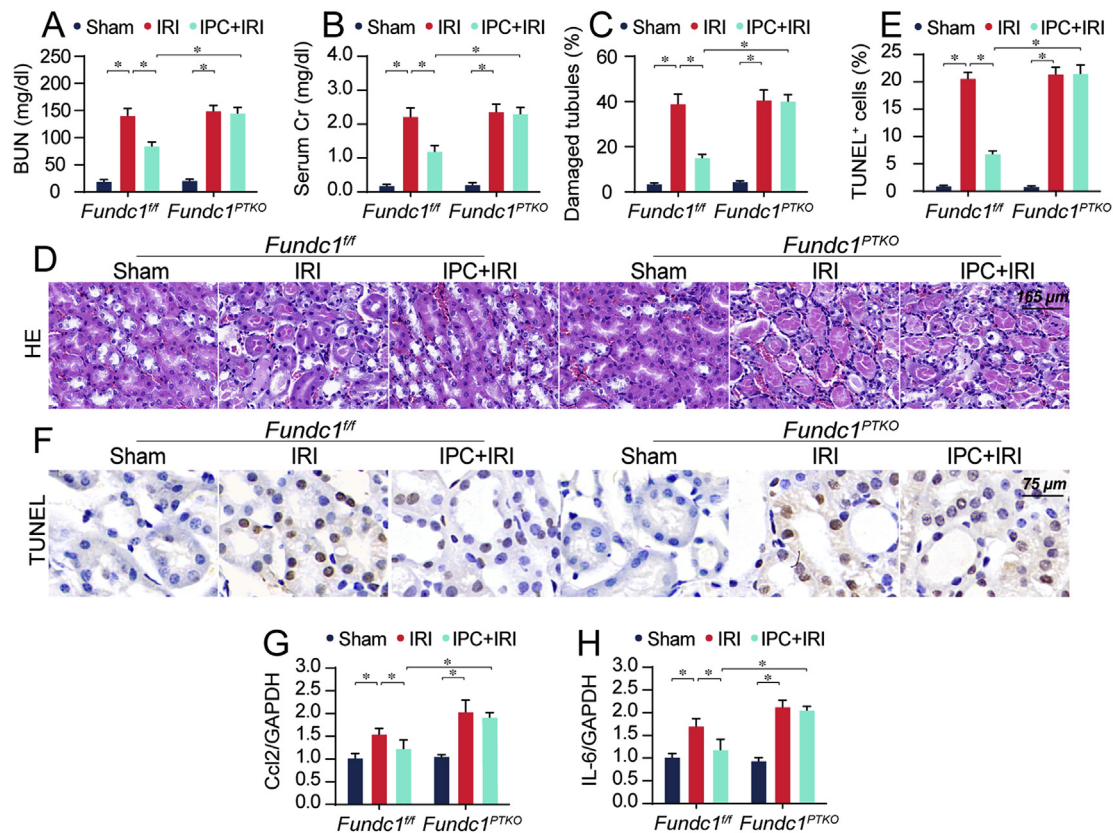 A
Sham IRI IPC+IRI
BUN (mg/dl)
250
200
150
100
50
0
* * * *
Fundc1f/f Fundc1PTKO
B
Sham IRI IPC+IRI
Serum Cr (mg/dl)
4.0
3.0
2.0
1.0
0.0
* * * *
Fundc1f/f Fundc1PTKO
C
Sham IRI IPC+IRI
Damaged tubules (%)
80
60
40
20
0
* * * *
Fundc1f/f Fundc1PTKO
E
Sham IRI IPC+IRI
TUNEL+ cells (%)
25
20
15
10
5
0
* * * *
Fundc1f/f Fundc1PTKO
D
Fundc1f/f Fundc1PTKO
Sham IRI IPC+IRI Sham IRI IPC+IRI
HE
165 µm
F
Fundc1f/f Fundc1PTKO
Sham IRI IPC+IRI Sham IRI IPC+IRI
TUNEL
75 µm
G
Sham IRI IPC+IRI
Ccl2/GAPDH
3.0
2.5
2.0
1.5
1.0
0.5
0.0
* * * *
Fundc1f/f Fundc1PTKO
H
Sham IRI IPC+IRI
IL-6/GAPDH
3.0
2.5
2.0
1.5
1.0
0.5
0.0
* * * *
Fundc1f/f Fundc1PTKO